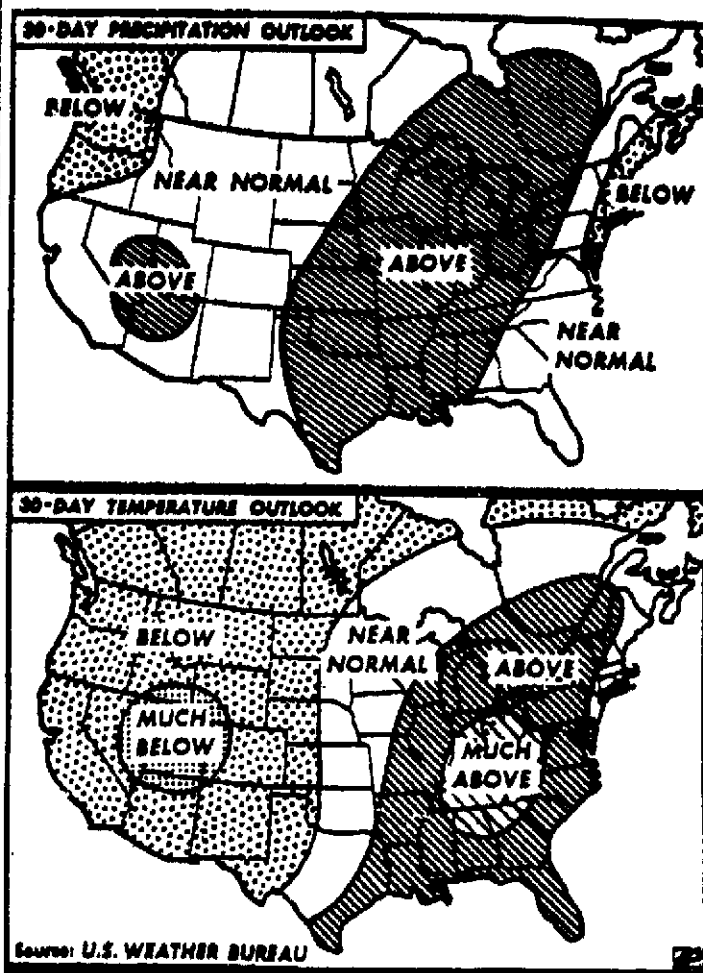 30-DAY PRECIPITATION OUTLOOK
BELOW
NEAR NORMAL
BELOW
ABOVE
ABOVE
NEAR
NORMAL
30-DAY TEMPERATURE OUTLOOK
BELOW
NEAR
NORMAL
ABOVE
MUCH
BELOW
MUCH
ABOVE
Source: U.S. WEATHER BUREAU